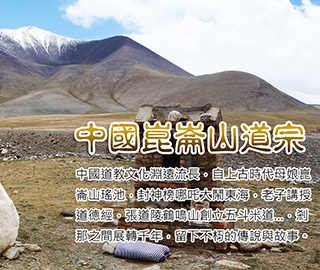 中國崑崙山道宗
中國道教文化淵遠流長，自上古時代母娘崑
崙山瑤池，封神榜哪吒大鬧東海，老子講授
道德經，張道陵鶴鳴山創立五斗米道...，剎
那之間展轉千年，留下不朽的傳說與故事。